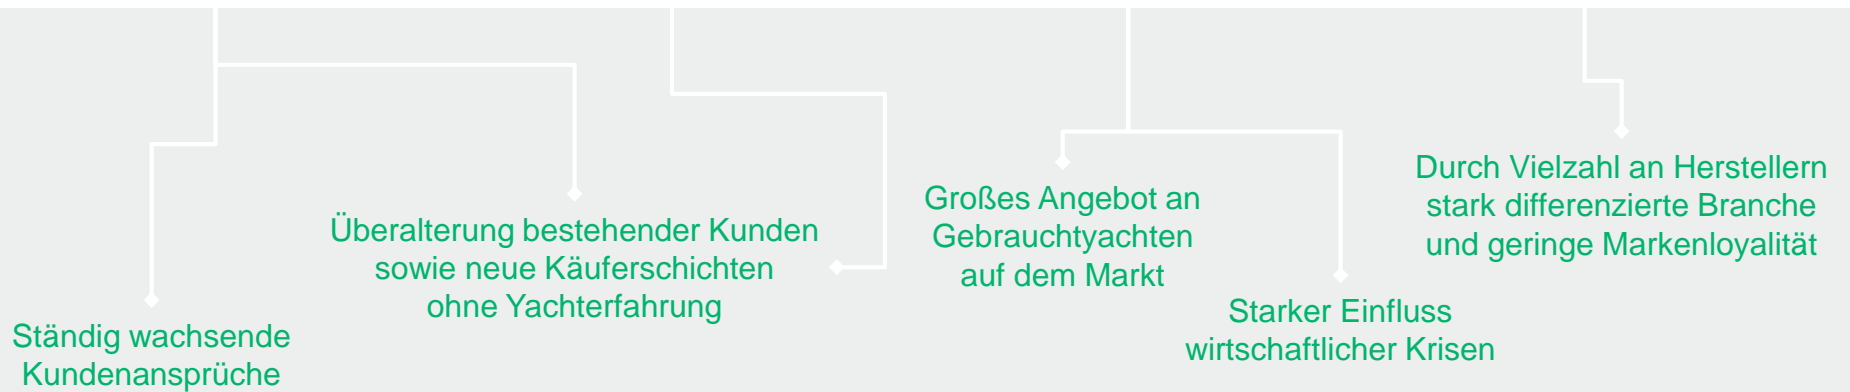 Ständig wachsende
Kundenansprüche
Überalterung bestehender Kunden
sowie neue Käuferschichten
ohne Yachterfahrung
Großes Angebot an
Gebrauchtyachten
auf dem Markt
Starker Einfluss
wirtschaftlicher Krisen
Durch Vielzahl an Herstellern
stark differenzierte Branche
und geringe Markenloyalität